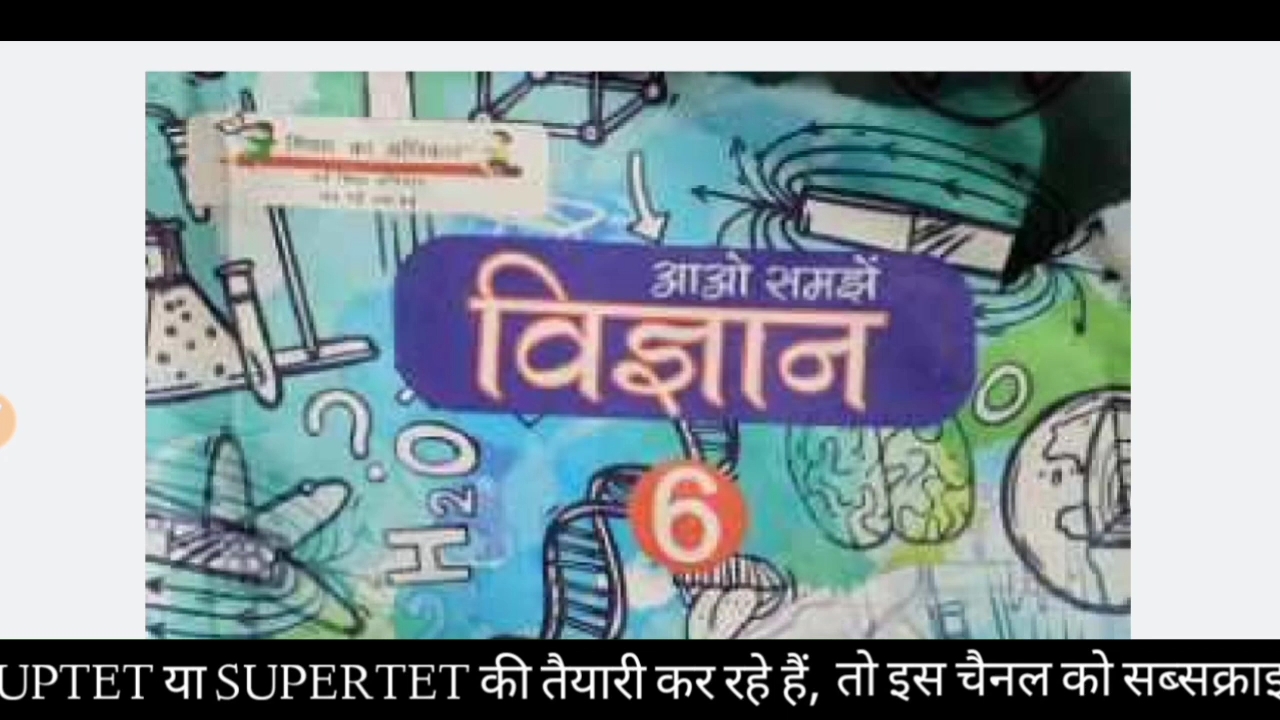 आओ समझें
विज्ञान
?
H2O
O
6
UPTET या SUPERTET की तैयारी कर रहे हैं, तो इस चैनल को सब्सक्राइ